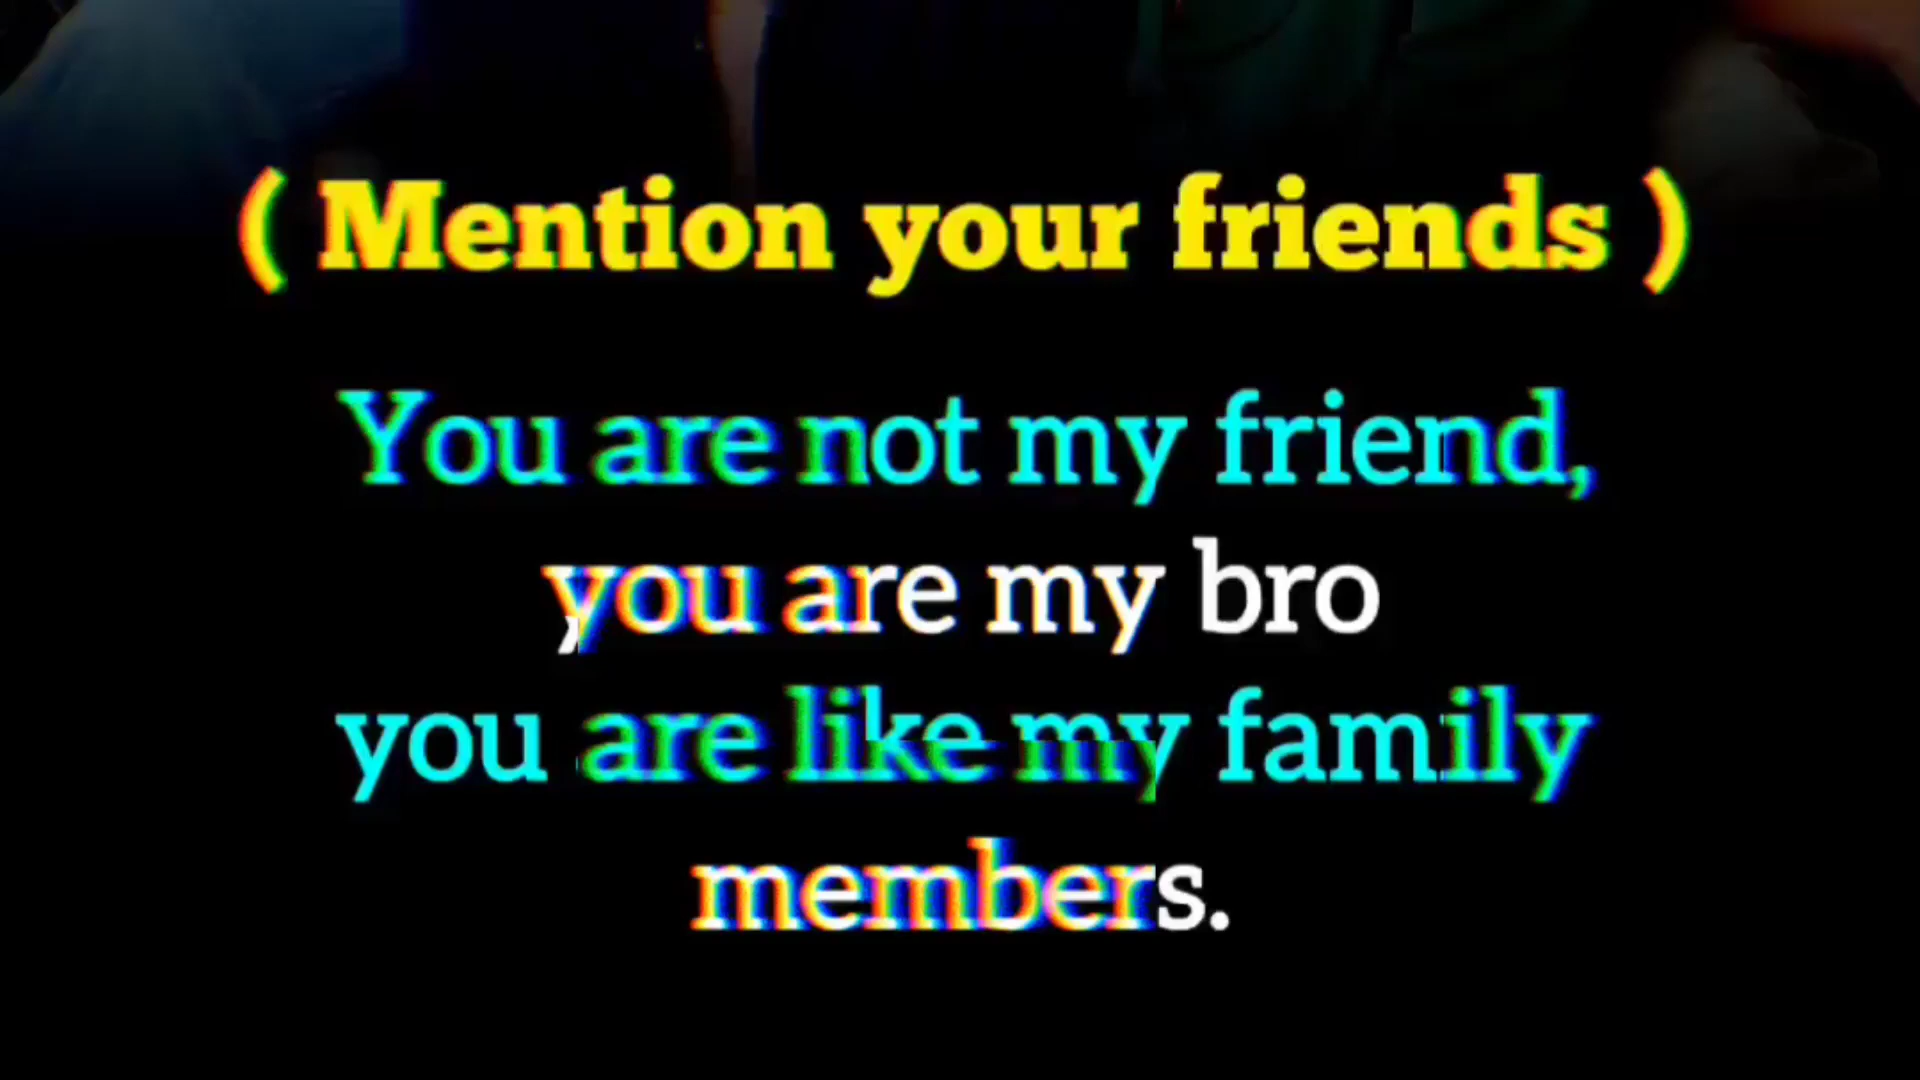 ( Mention your friends )
You are not my friend,
you are my bro
you are like my family
members.